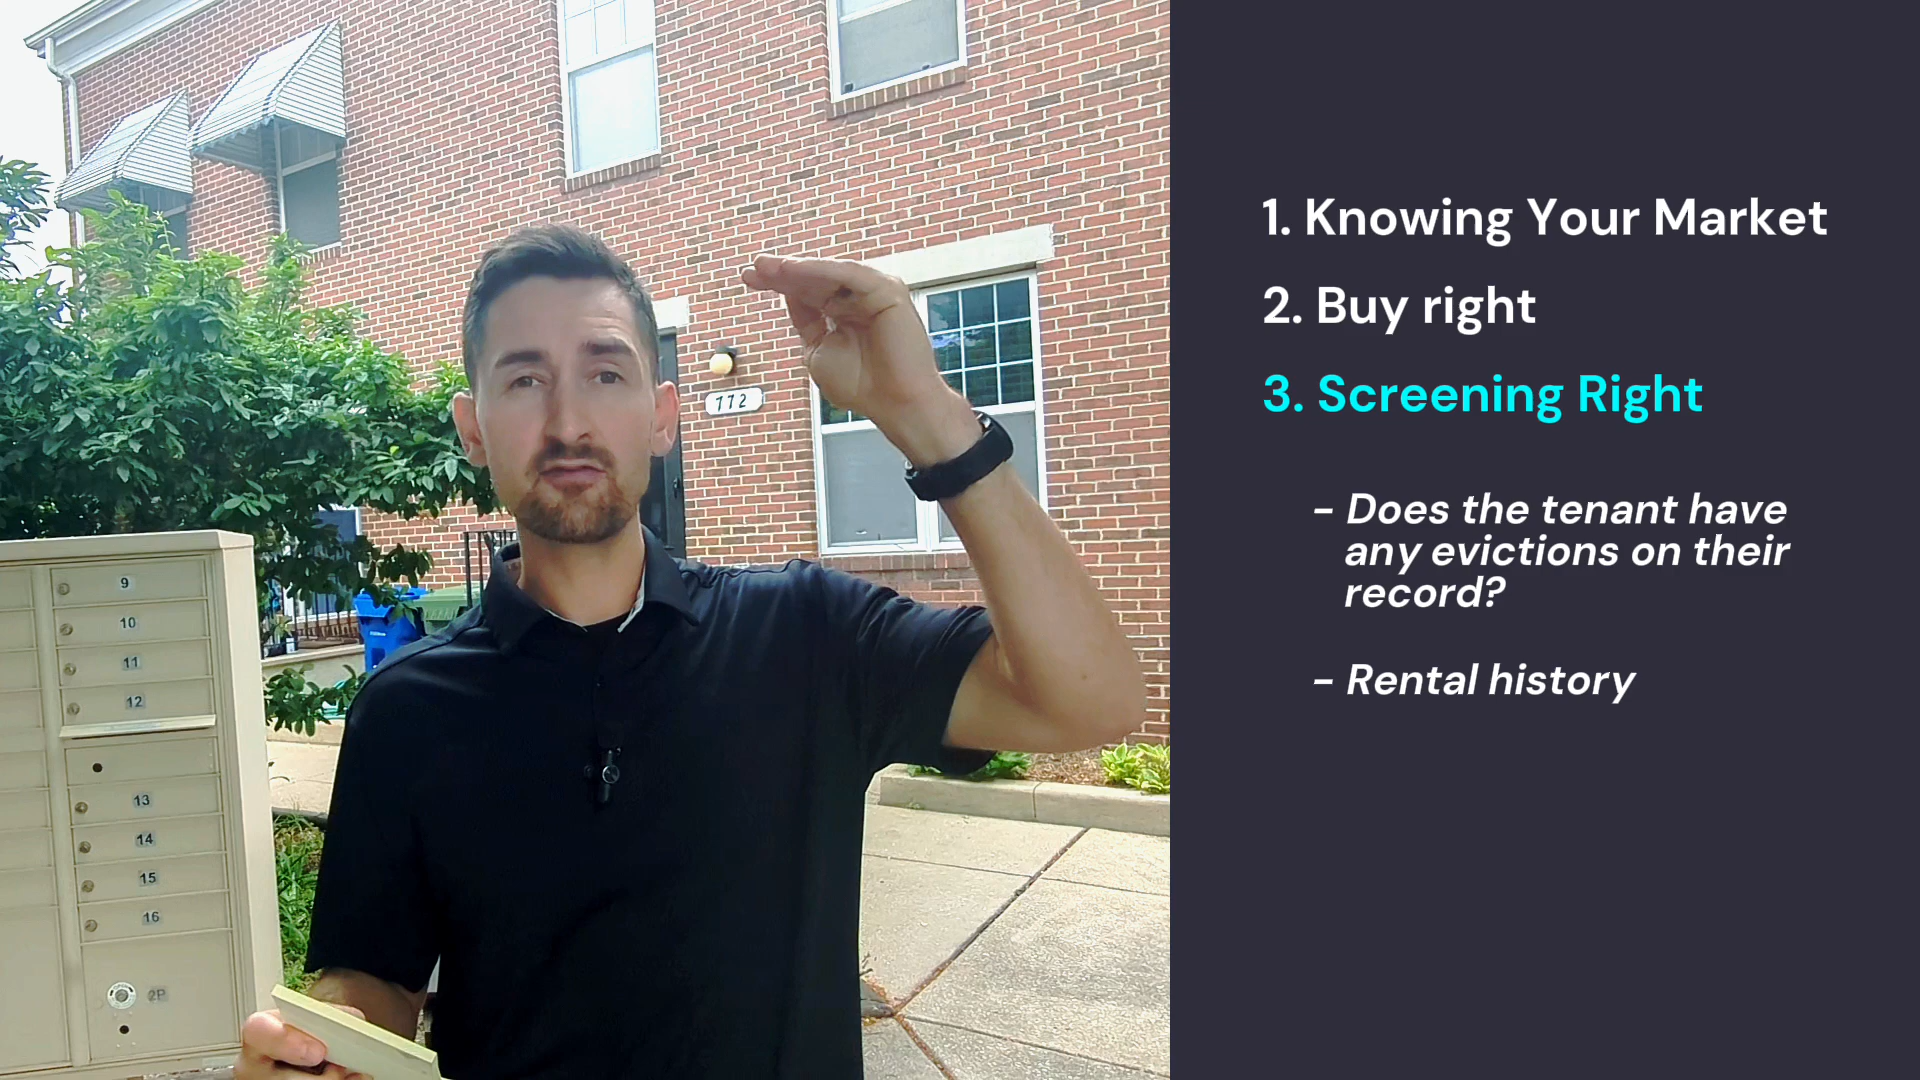 1. Knowing Your Market
2. Buy right
3. Screening Right
- Does the tenant have
any evictions on their
record?
- Rental history
772
9
10
11
12
13
14
15
16
2P